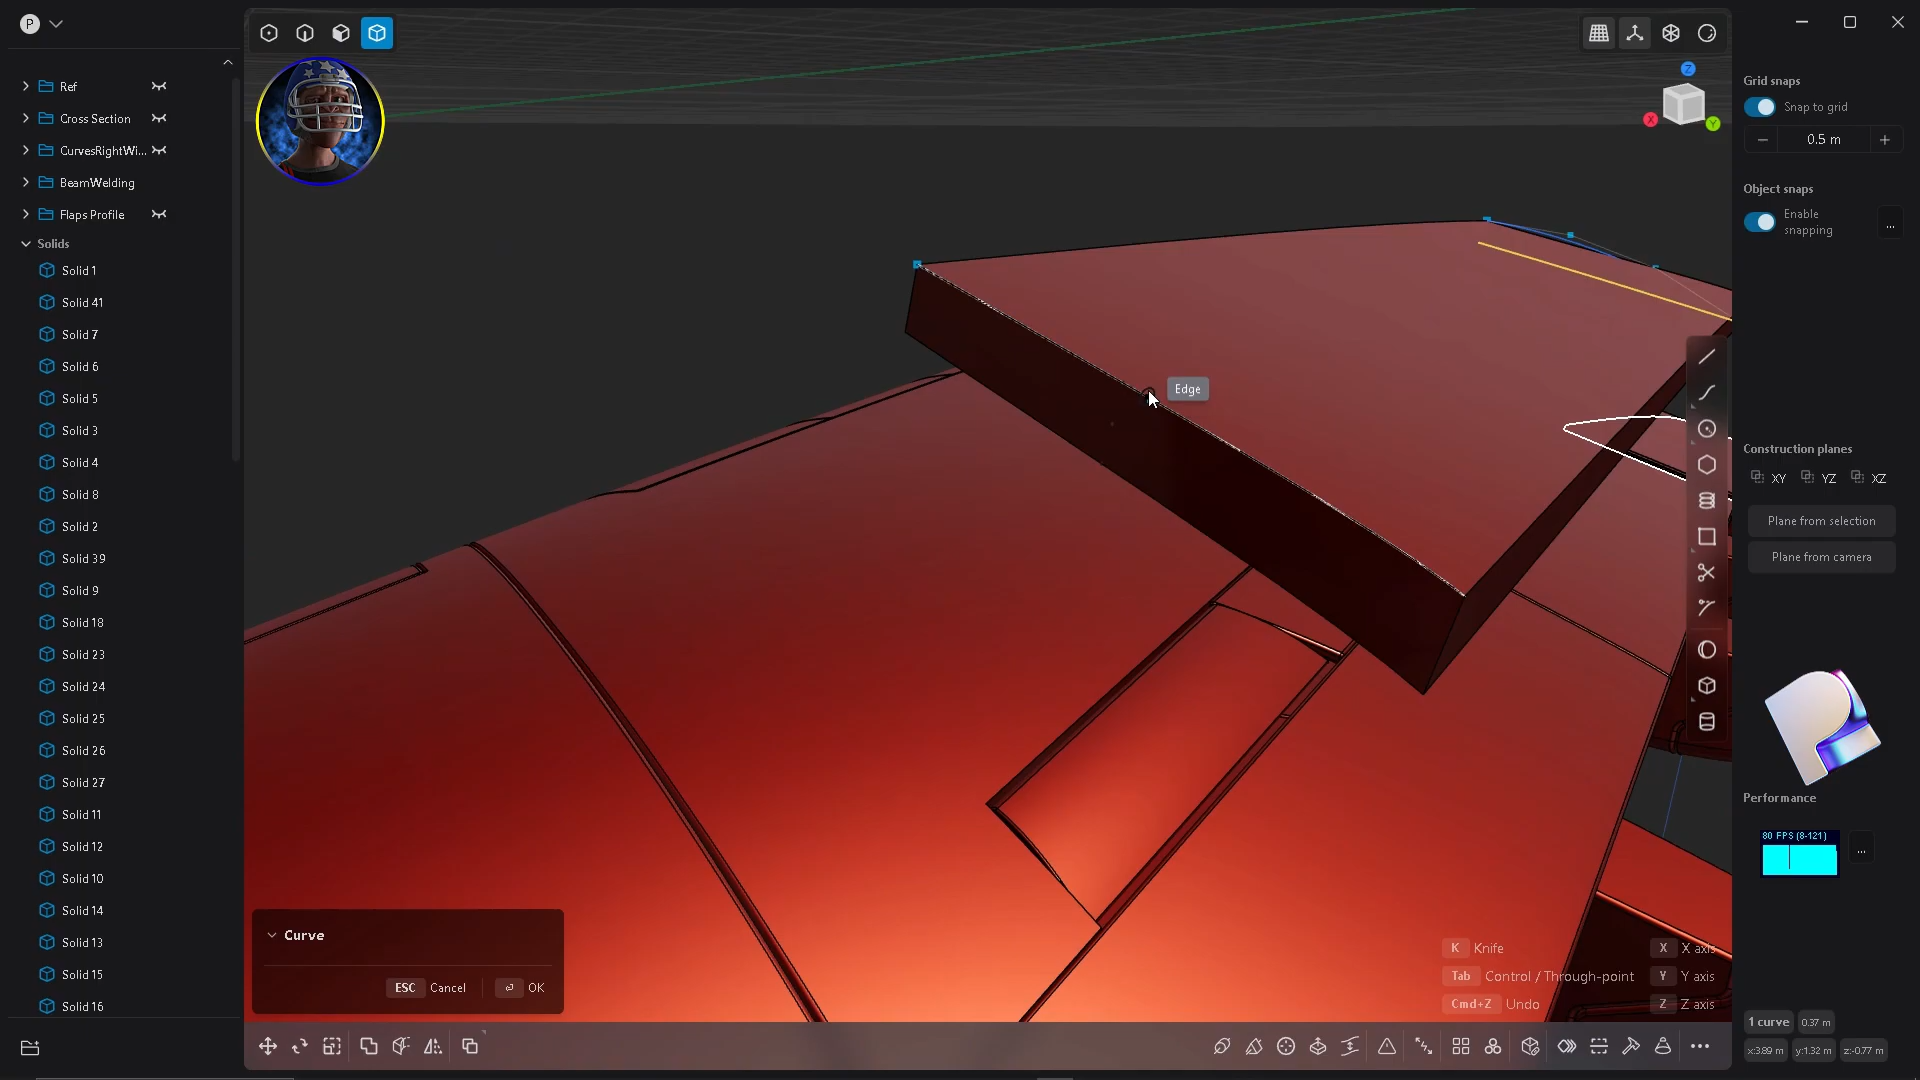 P
Ref
Cross Section
CurvesRightWi...
BeamWelding
Flaps Profile
Solids
Solid 1
Solid 41
Solid 7
Solid 6
Solid 5
Solid 3
Solid 4
Solid 8
Solid 2
Solid 39
Solid 9
Solid 18
Solid 23
Solid 24
Solid 25
Solid 26
Solid 27
Solid 11
Solid 12
Solid 10
Solid 14
Solid 13
Solid 15
Solid 16
Z
X
Y
Edge
Curve
ESC Cancel
OK
K Knife
X X axis
Tab Control / Through-point
Y Y axis
Cmd+Z Undo
Z Z axis
Grid snaps
Snap to grid
0.5 m
Object snaps
Enable
snapping
...
Construction planes
XY YZ XZ
Plane from selection
Plane from camera
Performance
80 FPS (8-121)
...
1 curve 0.37 m
x:3.89 m y:1.32 m z:-0.77 m